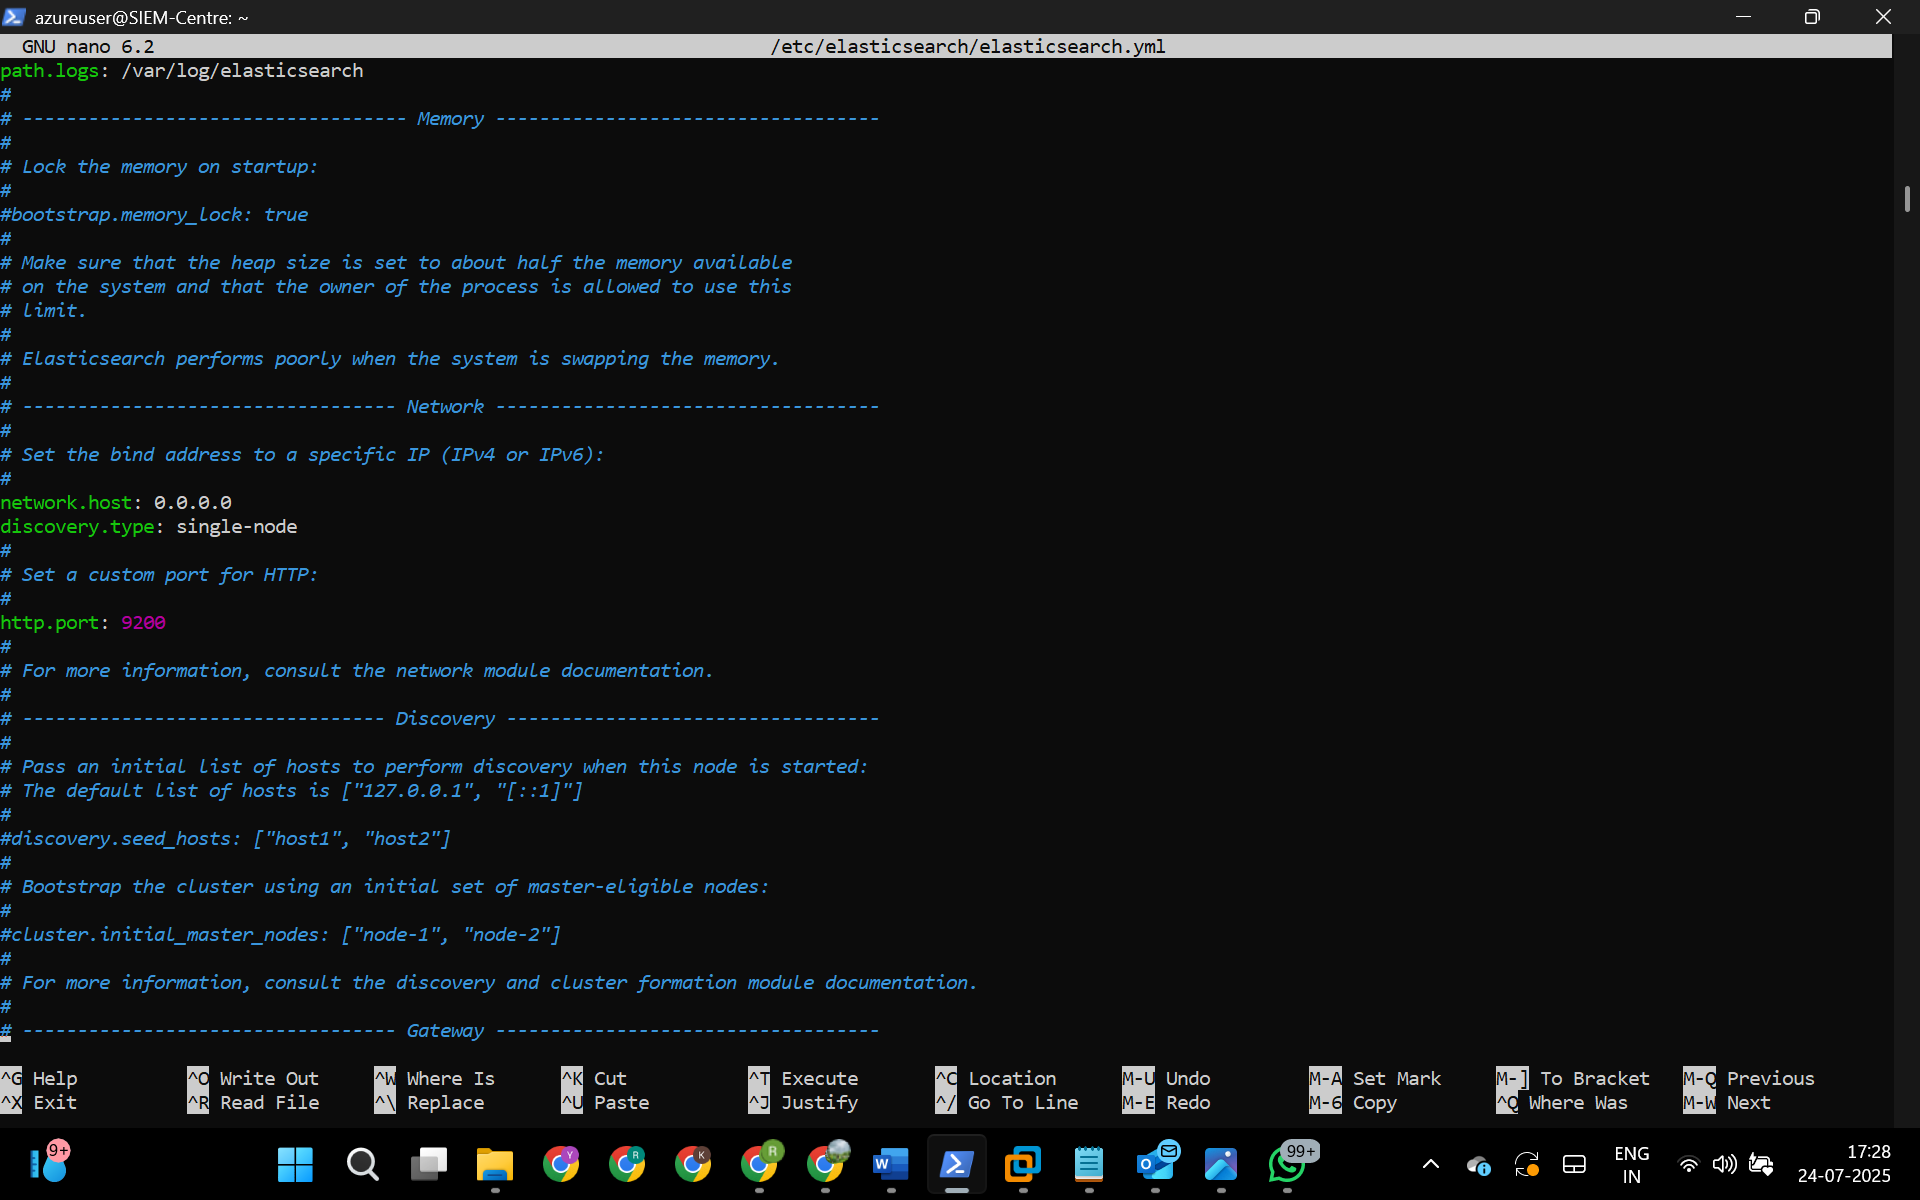 azureuser@SIEM-Centre: ~
GNU nano 6.2 /etc/elasticsearch/elasticsearch.yml
path.logs: /var/log/elasticsearch
#
# ----------------------------------- Memory -----------------------------------
#
# Lock the memory on startup:
#
#bootstrap.memory_lock: true
#
# Make sure that the heap size is set to about half the memory available
# on the system and that the owner of the process is allowed to use this
# limit.
#
# Elasticsearch performs poorly when the system is swapping the memory.
#
# ---------------------------------- Network -----------------------------------
#
# Set the bind address to a specific IP (IPv4 or IPv6):
#
network.host: 0.0.0.0
discovery.type: single-node
#
# Set a custom port for HTTP:
#
http.port: 9200
#
# For more information, consult the network module documentation.
#
# --------------------------------- Discovery ----------------------------------
#
# Pass an initial list of hosts to perform discovery when this node is started:
# The default list of hosts is ["127.0.0.1", "[::1]"]
#
#discovery.seed_hosts: ["host1", "host2"]
#
# Bootstrap the cluster using an initial set of master-eligible nodes:
#
#cluster.initial_master_nodes: ["node-1", "node-2"]
#
# For more information, consult the discovery and cluster formation module documentation.
#
# ---------------------------------- Gateway -----------------------------------
^G Help ^O Write Out ^W Where Is ^K Cut ^T Execute ^C Location M-U Undo M-A Set Mark M-] To Bracket M-Q Previous
^X Exit ^R Read File ^\ Replace ^U Paste ^J Justify ^/ Go To Line M-E Redo M-6 Copy ^Q Where Was M-W Next
9+ Y R K R W O 99+ ENG IN 17:28
24-07-2025